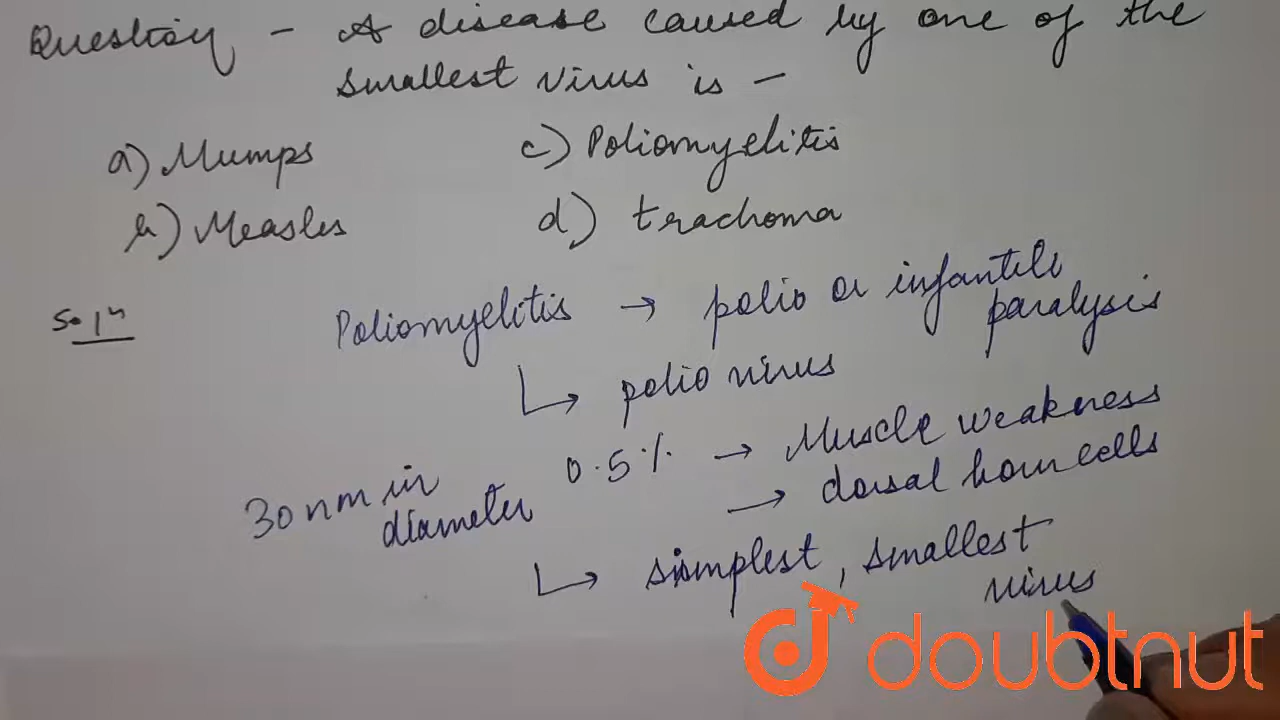 Question - A disease caused by one of the
smallest virus is -
a) Mumps
c) Poliomyelitis
b) Measles
d) trachoma
Soln
Poliomyelitis → polio or infantile
paralysis
↳ polio virus
30 nm in
diameter
0.5% → Muscle weakness
→ dorsal horn cells
↳ simplest, smallest
virus
doubtnut